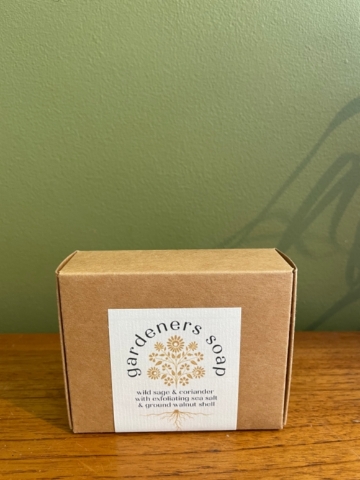 gardeners soap
wild sage & coriander
with exfoliating sea salt
& ground walnut shell